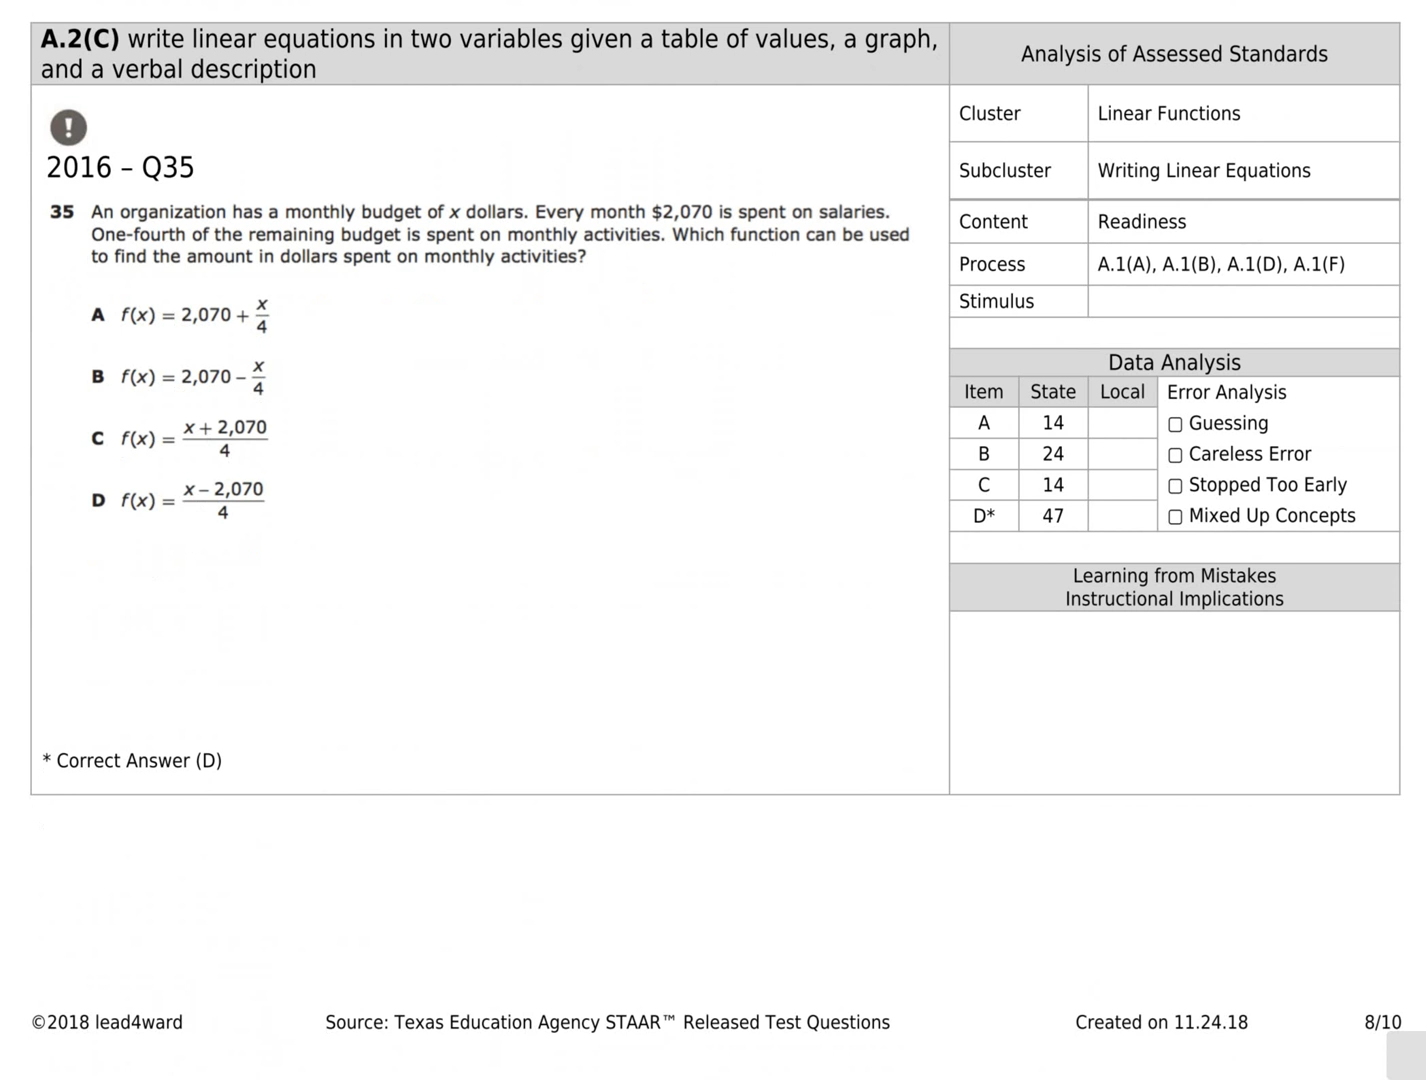 A.2(C) write linear equations in two variables given a table of values, a graph,
and a verbal description
!
2016 – Q35
35 An organization has a monthly budget of x dollars. Every month $2,070 is spent on salaries.
One-fourth of the remaining budget is spent on monthly activities. Which function can be used
to find the amount in dollars spent on monthly activities?
A f(x) = 2,070 + x/4
B f(x) = 2,070 – x/4
C f(x) = x + 2,070 / 4
D f(x) = x – 2,070 / 4
* Correct Answer (D)
Analysis of Assessed Standards
Cluster Linear Functions
Subcluster Writing Linear Equations
Content Readiness
Process A.1(A), A.1(B), A.1(D), A.1(F)
Stimulus
Data Analysis
Item State Local Error Analysis
A 14 ▢ Guessing
B 24 ▢ Careless Error
C 14 ▢ Stopped Too Early
D* 47 ▢ Mixed Up Concepts
Learning from Mistakes
Instructional Implications
©2018 lead4ward Source: Texas Education Agency STAAR™ Released Test Questions Created on 11.24.18 8/10